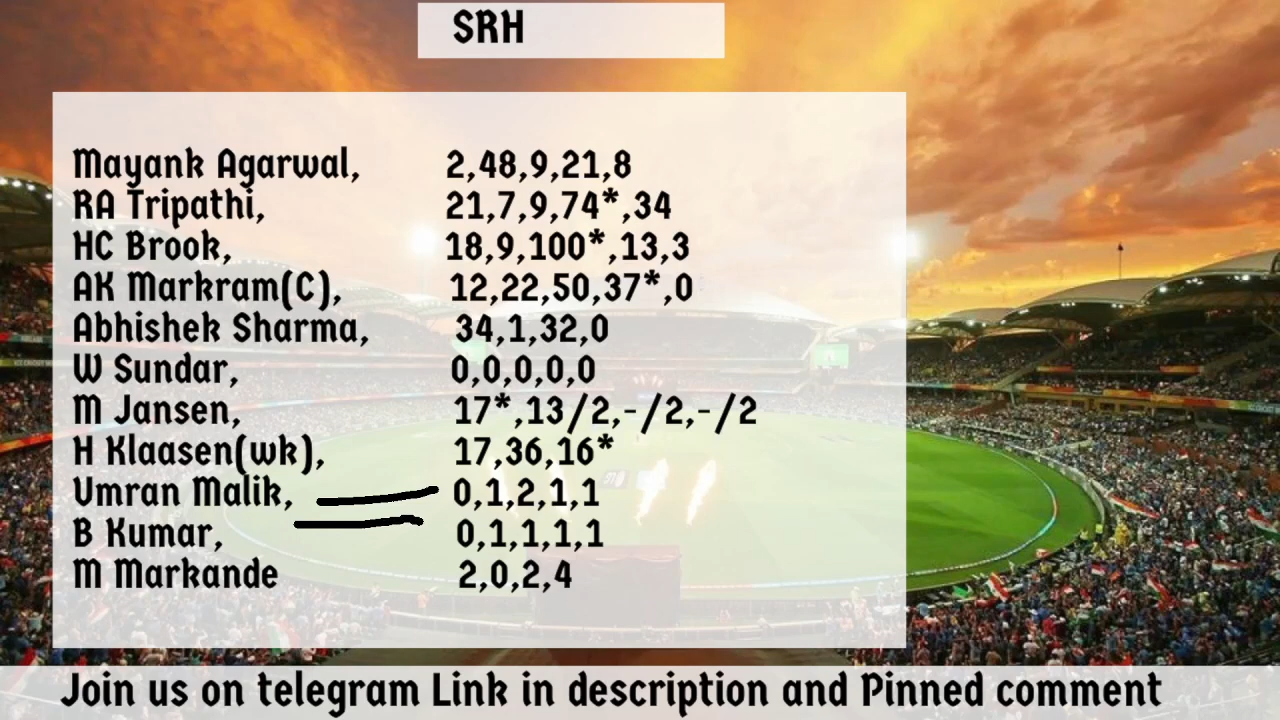 SRH
Mayank Agarwal, 2,48,9,21,8
RA Tripathi, 21,7,9,74*,34
HC Brook, 18,9,100*,13,3
AK Markram(C), 12,22,50,37*,0
Abhishek Sharma, 34,1,32,0
W Sundar, 0,0,0,0,0
M Jansen, 17*,13/2,-/2,-/2
H Klaasen(wk), 17,36,16*
Umran Malik, 0,1,2,1,1
B Kumar, 0,1,1,1,1
M Markande 2,0,2,4
Join us on telegram Link in description and Pinned comment